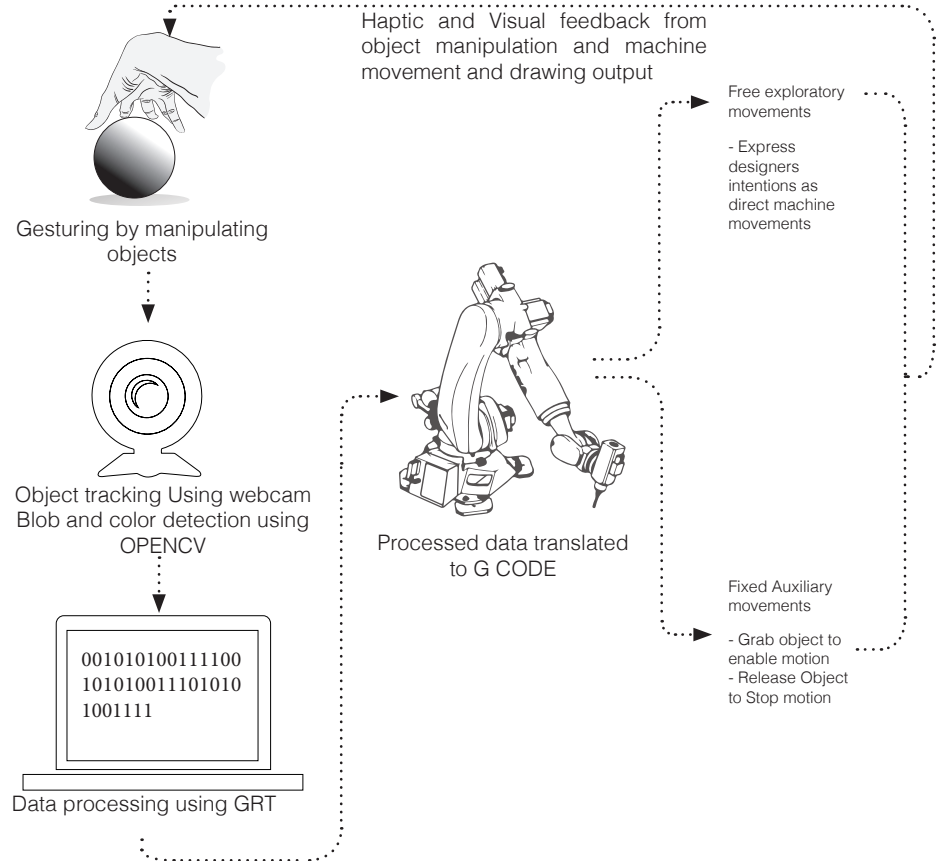 Haptic and Visual feedback from
object manipulation and machine
movement and drawing output
Gesturing by manipulating
objects
Object tracking Using webcam
Blob and color detection using
OPENCV
001010100111100
101010011101010
1001111
Data processing using GRT
Processed data translated
to G CODE
Free exploratory
movements
- Express
designers
intentions as
direct machine
movements
Fixed Auxiliary
movements
- Grab object to
enable motion
- Release Object
to Stop motion